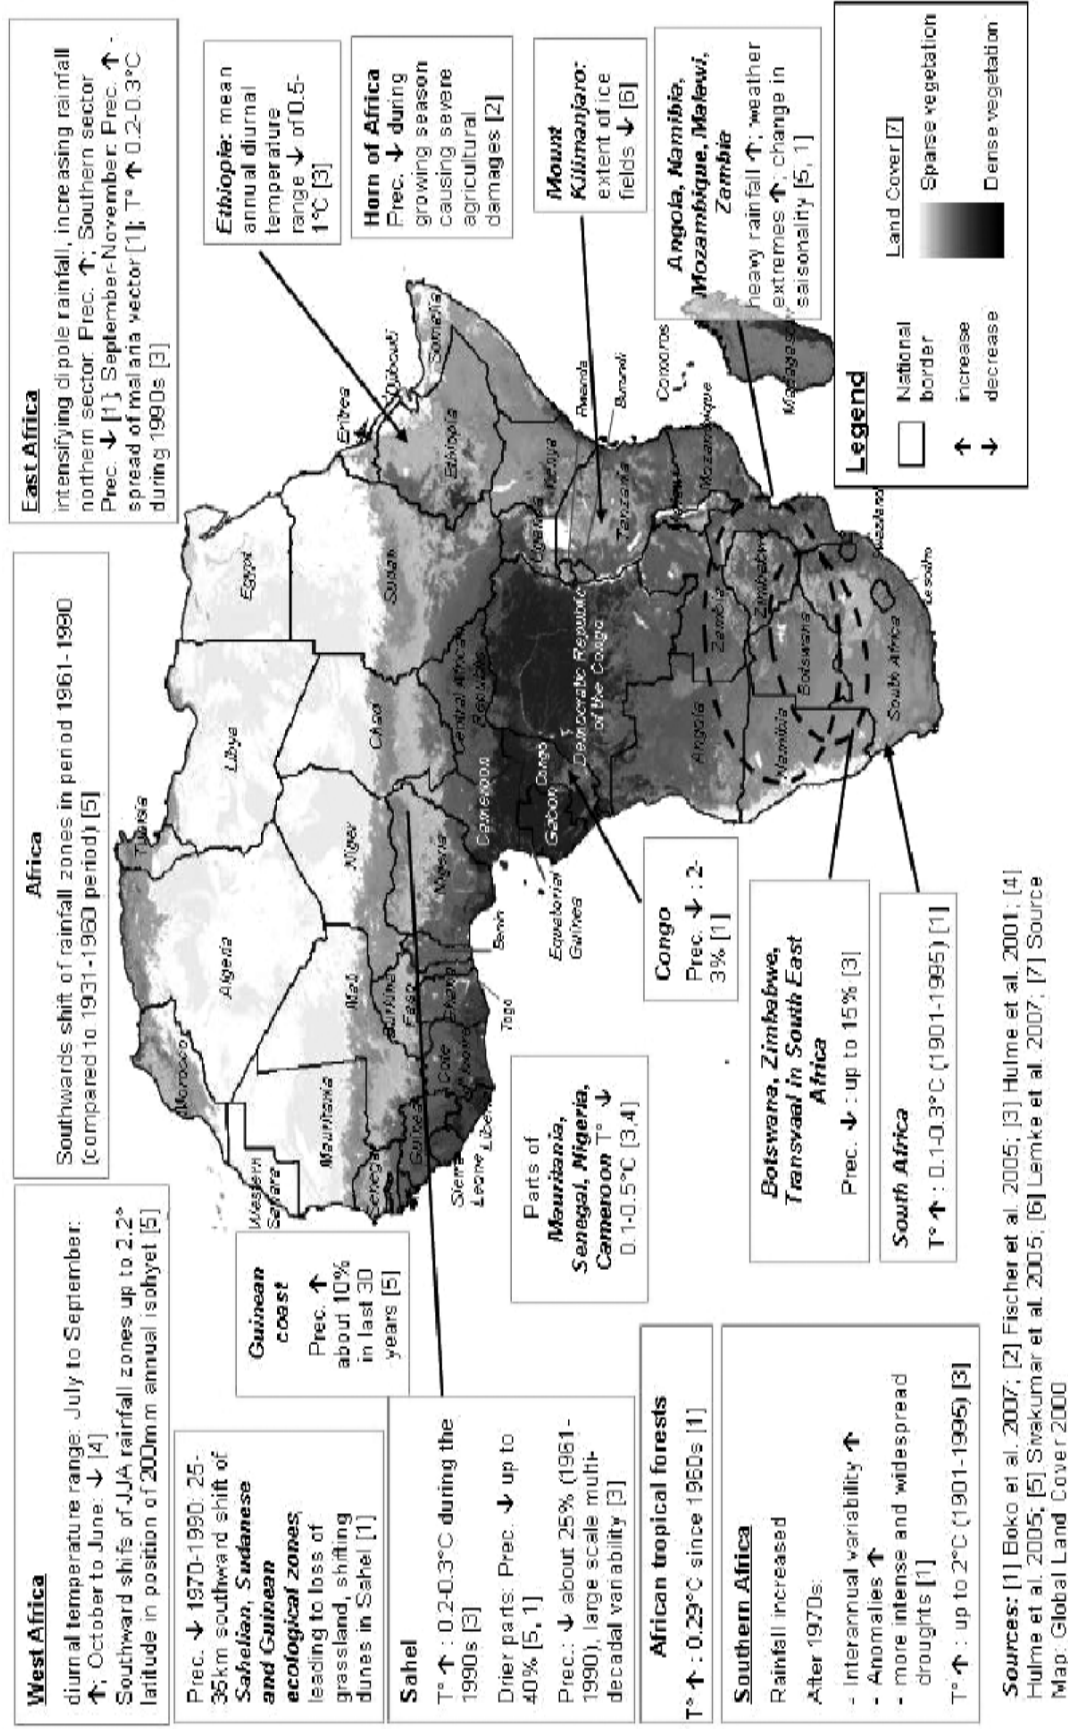 West Africa
diurnal temperature range: July to September:
↑; October to June: ↓ [4]
Southward shifs of JJA rainfall zones up to 2.2°
latitude in position of 200mm annual isohyet [5]
Africa
Southwards shift of rainfall zones in period 1961-1990
(compared to 1931-1960 period) [5]
East Africa
intensifying dipole rainfall, increasing rainfall
northern sector. Prec. ↑; Southern sector
Prec. ↓ [1], September-November: Prec. ↑ -
spread of malaria vector [1]; T° ↑ 0.2-0.3°C
during 1990s [3]
Prec. ↓ 1970-1990: 25-
35km southward shift of
Sahelian, Sudanese
and Guinean
ecological zones;
leading to loss of
grassland, shifting
dunes in Sahel [1]
Guinean
coast
Prec. ↑
about 10%
in last 30
years [5]
Ethiopia: mean
annual diurnal
temperature
range ↓ of 0.5-
1°C [3]
Horn of Africa
Prec. ↓ during
growing season
causing severe
agricultural
damages [2]
Sahel
T° ↑ : 0.2-0.3°C during the
1990s [3]
Drier parts: Prec. ↓ up to
40% [5, 1]
Prec.: ↓ about 25% (1961-
1990), large scale multi-
decadal variability [3]
Parts of
Mauritania,
Senegal, Nigeria,
Cameroon T° ↓
0.1-0.5°C [3,4]
Mount
Kilimanjaro:
extent of ice
fields ↓ [6]
African tropical forests
T° ↑ : 0.29°C since 1960s [1]
Congo
Prec. ↓ : 2-
3% [1]
Angola, Namibia,
Mozambique, Malawi,
Zambia
heavy rainfall ↑; weather
extremes ↑; change in
saisonality [5, 1]
Southern Africa
Rainfall increased
After 1970s:
- Interannual variability ↑
- Anomalies ↑
- more intense and widespread
droughts [1]
T° ↑ : up to 2°C (1901-1995) [3]
Botswana, Zimbabwe,
Transvaal in South East
Africa
Prec. ↓ : up to 15% [3]
South Africa
T° ↑ : 0.1-0.3°C (1901-1995) [1]
Tunisia
Morocco
Algeria
Libya
Egypt
Western
Sahara
Mauritania
Mali
Niger
Chad
Sudan
Eritrea
Djibouti
Somalia
Ethiopia
Senegal
Guinea
Sierra
Leone
Liberia
Cote
Burkina
Faso
Ghana
Togo
Benin
Nigeria
Cameroon
Central African
Republic
Equatorial
Guinea
Gabon
Congo
Democratic Republic
of the Congo
Uganda
Kenya
Rwanda
Burundi
Tanzania
Comoros
Angola
Zambia
Malawi
Mozambique
Madagascar
Zimbabwe
Namibia
Botswana
Swaziland
Lesotho
South Africa
Legend
National
border
↑ increase
↓ decrease
Land Cover [7]
Sparse vegetation
Dense vegetation
Sources: [1] Boko et al. 2007; [2] Fischer et al. 2005; [3] Hulme et al. 2001; [4]
Hulme et al. 2005; [5] Sivakumar et al. 2005; [6] Lemke et al. 2007; [7] Source
Map: Global Land Cover 2000